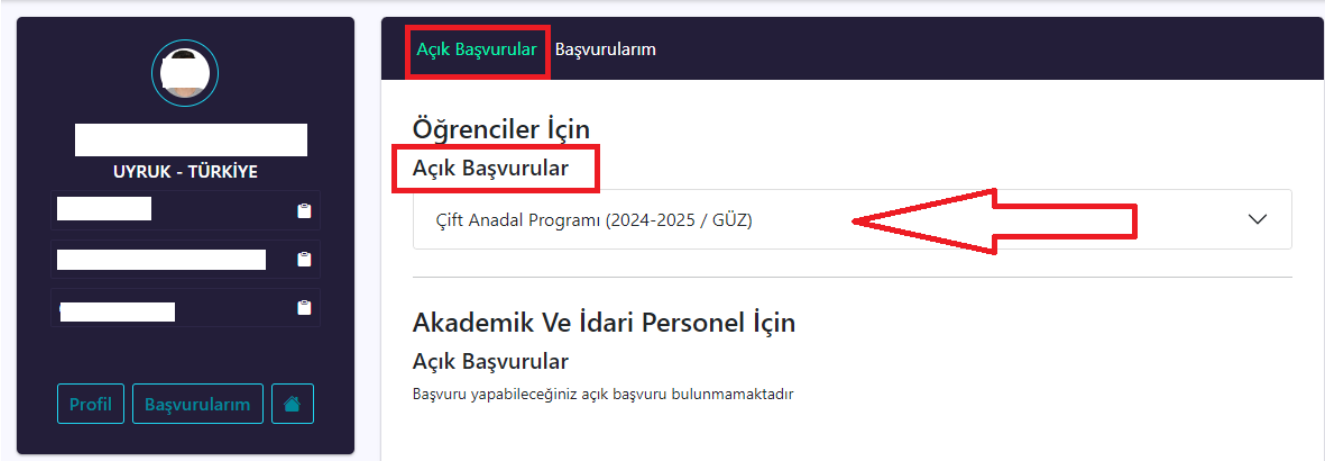 UYRUK - TÜRKİYE
Profil
Başvurularım
Açık Başvurular
Başvurularım
Öğrenciler İçin
Açık Başvurular
Çift Anadal Programı (2024-2025 / GÜZ)
Akademik Ve İdari Personel İçin
Açık Başvurular
Başvuru yapabileceğiniz açık başvuru bulunmamaktadır